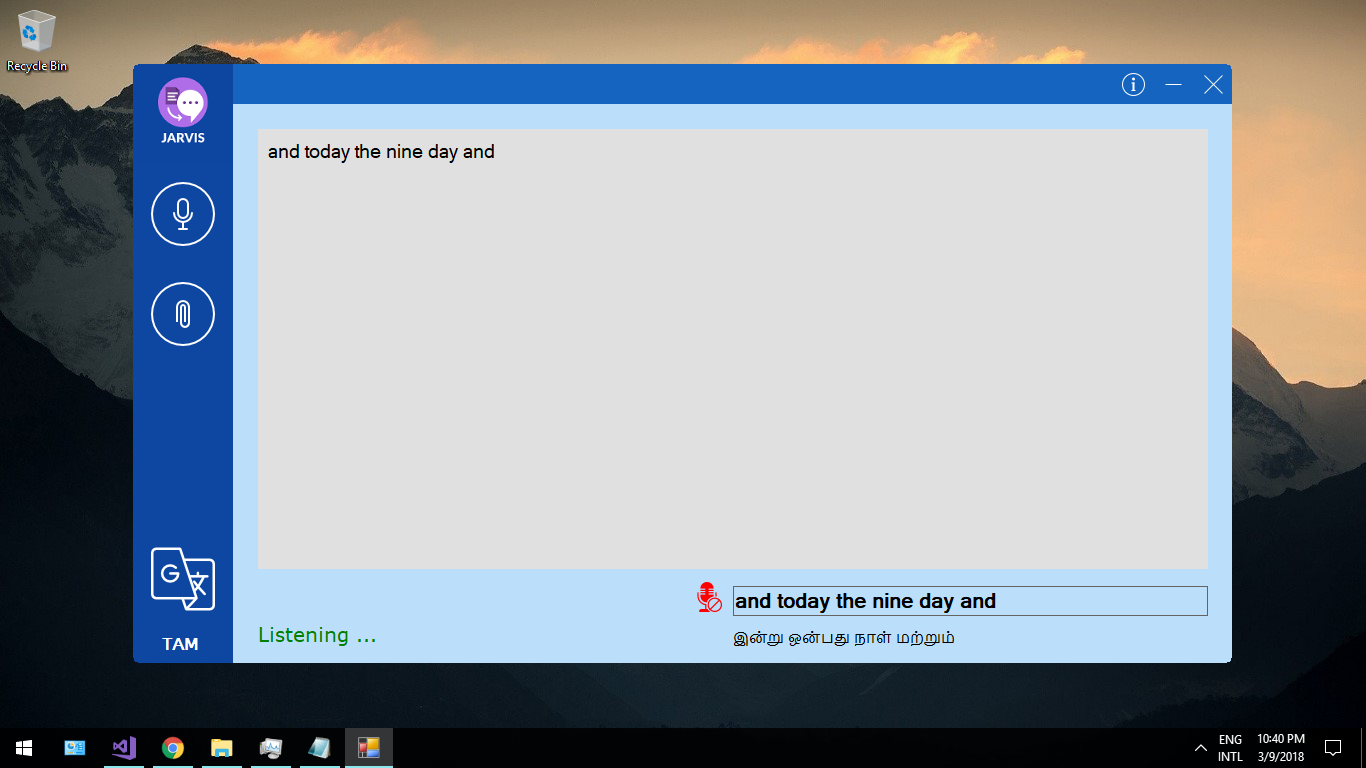 Recycle Bin
JARVIS
and today the nine day and
and today the nine day and
Listening ...
இன்று ஒன்பது நாள் மற்றும்
TAM
ENG
INTL
10:40 PM
3/9/2018